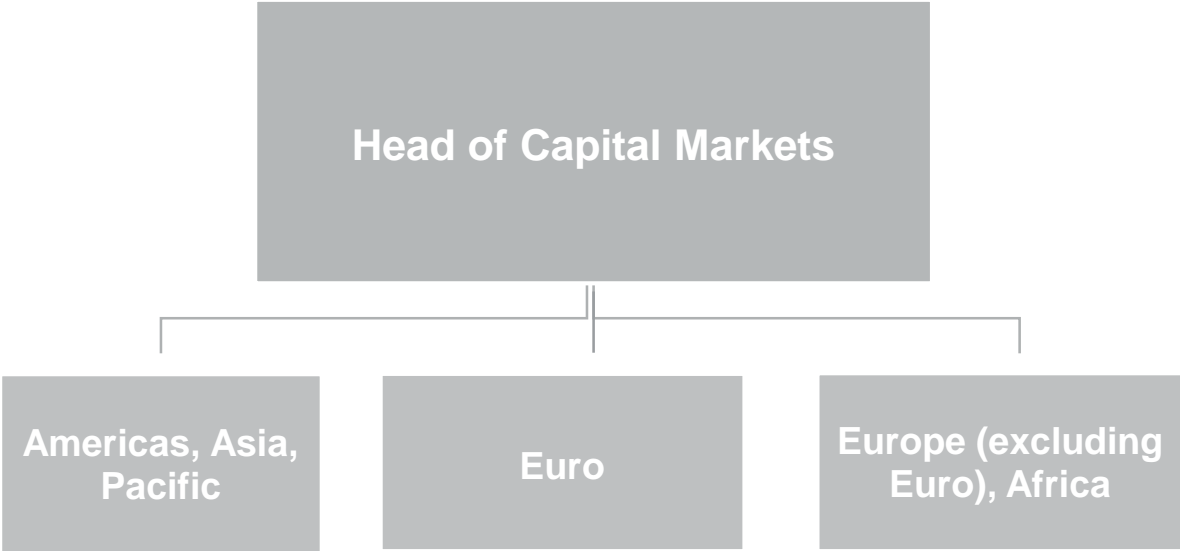 Head of Capital Markets
Americas, Asia,
Pacific
Euro
Europe (excluding
Euro), Africa